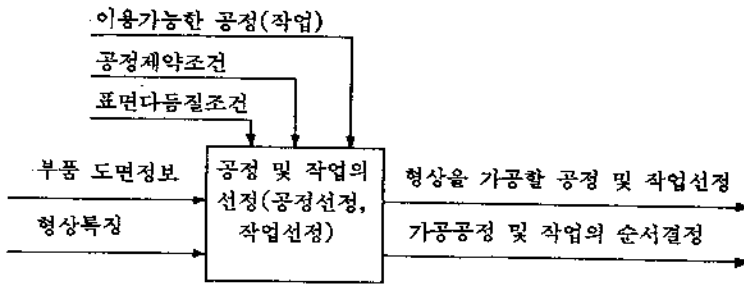 이용가능한 공정(작업)
공정제약조건
표면다듬질조건
부품 도면정보
형상특징
공정 및 작업의
선정(공정선정,
작업선정)
형상을 가공할 공정 및 작업선정
가공공정 및 작업의 순서결정